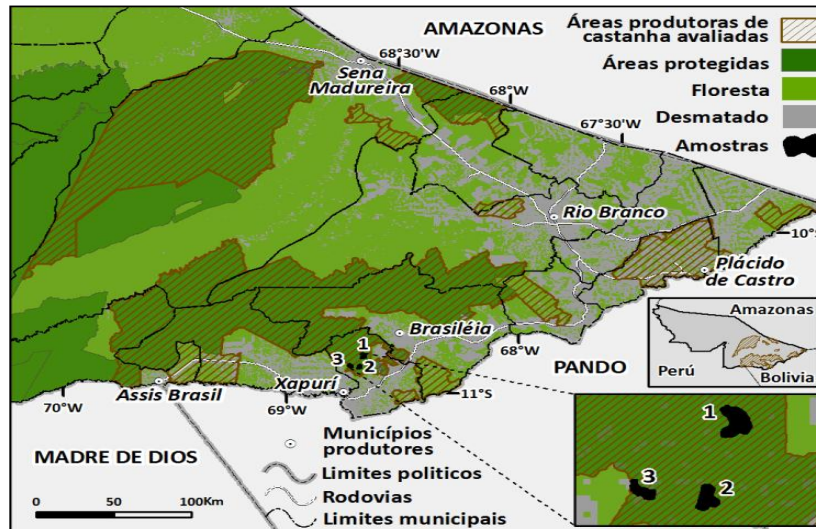 AMAZONAS
68°30'W
Sena
Madureira
68°W
67°30'W
Áreas produtoras de
castanha avaliadas
Áreas protegidas
Floresta
Desmatado
Amostras
Rio Branco
10°S
Plácido
de Castro
Brasiléia
68°W
PANDO
1
3
2
Xapurí
11°S
70°W
Assis Brasil
69°W
MADRE DE DIOS
0
50
100Km
Municípios
produtores
Limites politicos
Rodovias
Limites municipais
Amazonas
Perú
Bolivia
1
3
2